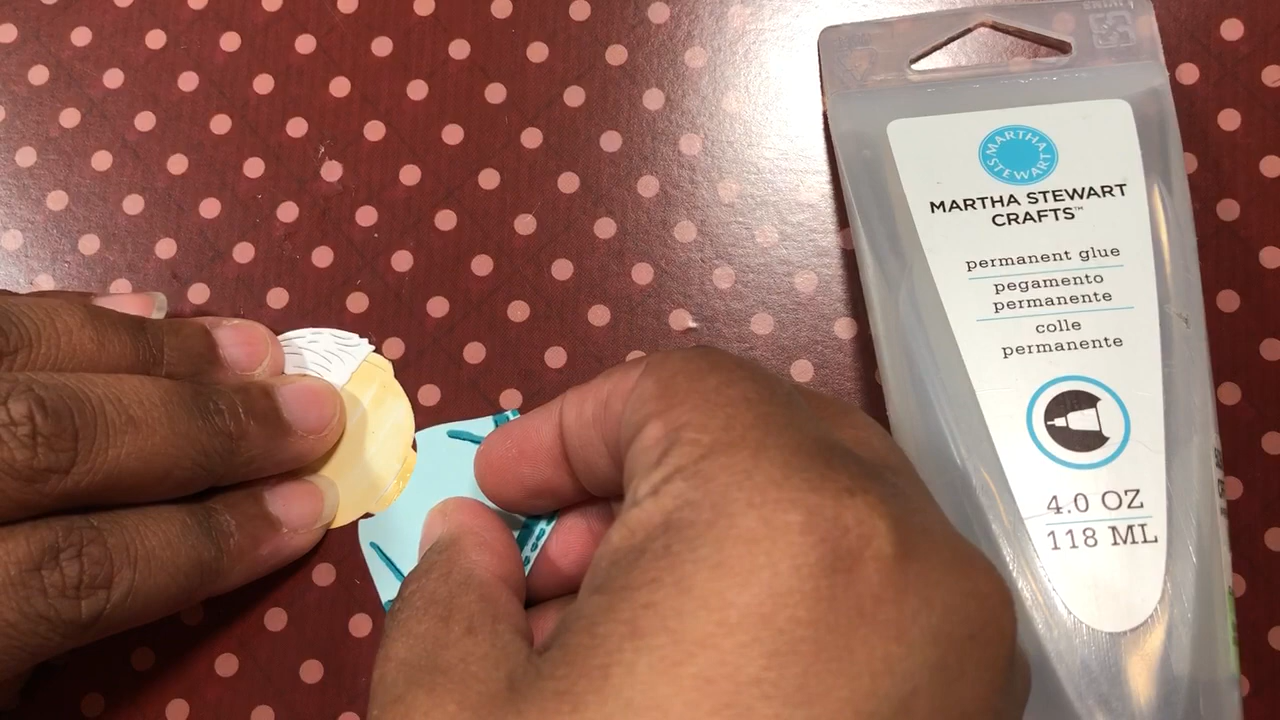 MARTHA
STEWART
MARTHA STEWART
CRAFTS™
permanent glue
pegamento
permanente
colle
permanente
4.0 OZ
118 ML